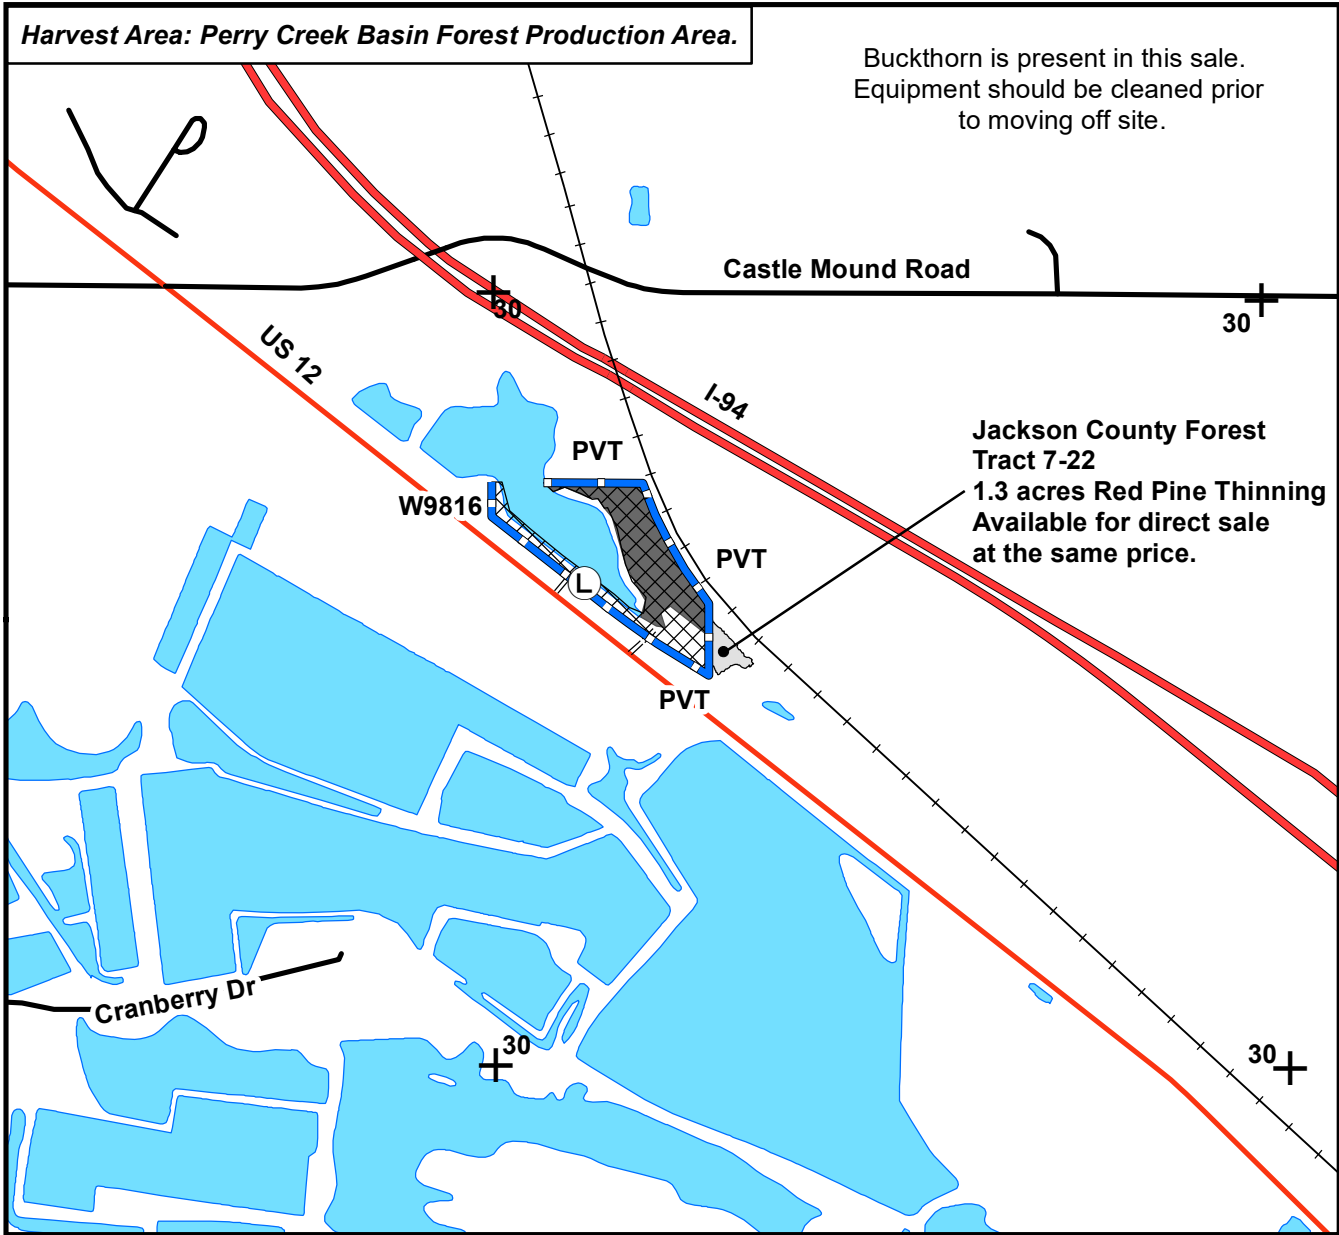 Harvest Area: Perry Creek Basin Forest Production Area.
Buckthorn is present in this sale.
Equipment should be cleaned prior
to moving off site.
Castle Mound Road
30
30
US 12
I-94
Jackson County Forest
Tract 7-22
1.3 acres Red Pine Thinning
Available for direct sale
at the same price.
PVT
W9816
PVT
L
PVT
Cranberry Dr
30
30